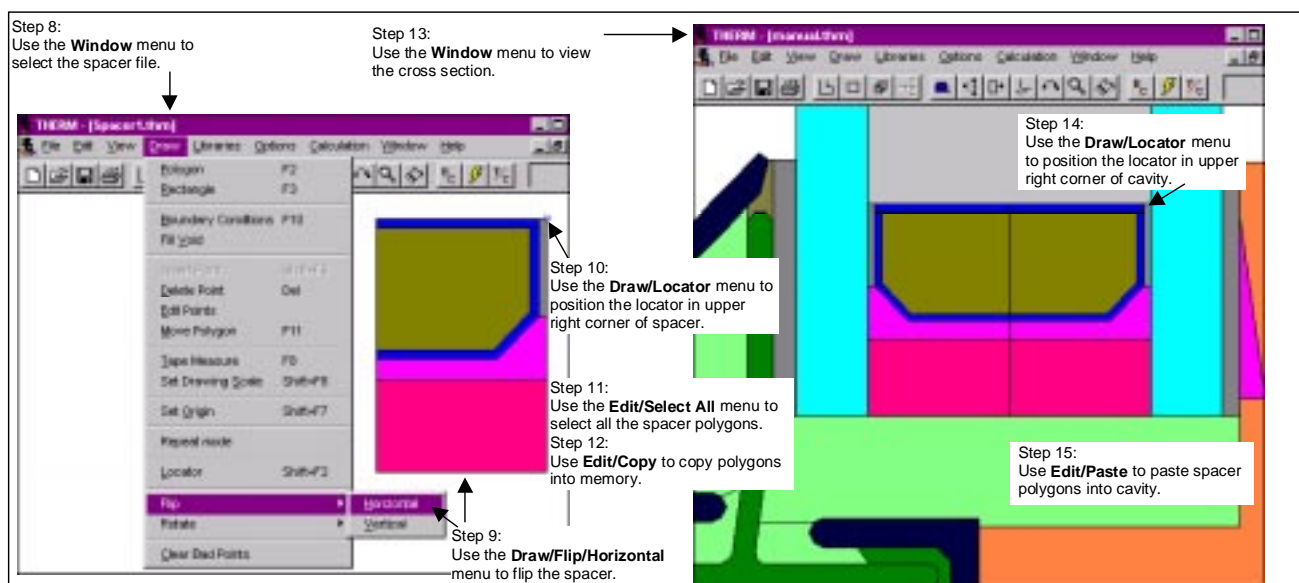 Step 8:
Use the Window menu to
select the spacer file.
Step 13:
Use the Window menu to view
the cross section.
THERM - [Spacer1.thm]
File Edit View Draw Libraries Options Calculation Window Help
Polygon F2
Rectangle F3
Boundary Conditions F10
Fill Void
Delete Point Del
Edit Points
Move Polygon F11
Tape Measure F8
Set Drawing Scale Shift+F8
Set Origin Shift+F7
Repeat mode
Locator Shift+F2
Flip
Rotate
Clear Bad Points
Horizontal
Vertical
Step 10:
Use the Draw/Locator menu to
position the locator in upper
right corner of spacer.
Step 11:
Use the Edit/Select All menu to
select all the spacer polygons.
Step 12:
Use Edit/Copy to copy polygons
into memory.
Step 9:
Use the Draw/Flip/Horizontal
menu to flip the spacer.
THERM - [manual.thm]
File Edit View Draw Libraries Options Calculation Window Help
Step 14:
Use the Draw/Locator menu
to position the locator in upper
right corner of cavity.
Step 15:
Use Edit/Paste to paste spacer
polygons into cavity.